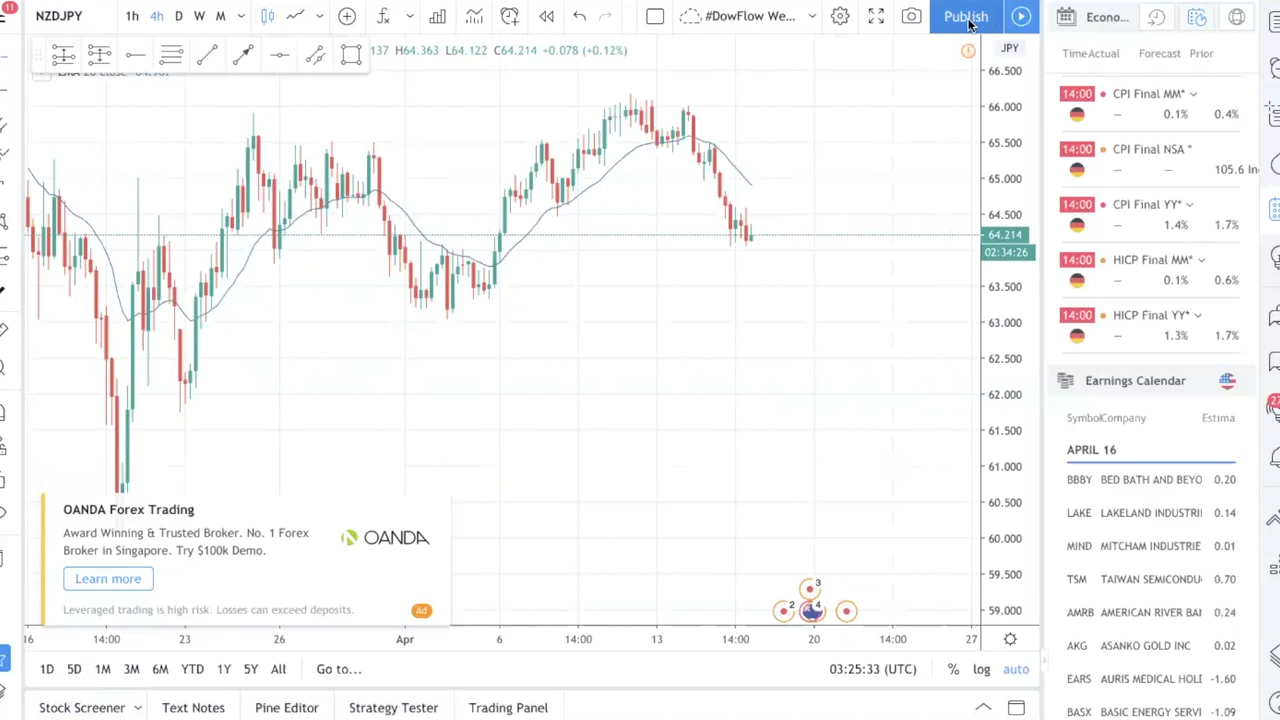 11
NZDJPY 1h 4h D W M #DowFlow We... Publish
137 H64.363 L64.122 C64.214 +0.078 (+0.12%)
JPY
66.500
66.000
65.500
65.000
64.500
64.214
02:34:26
63.500
63.000
62.500
62.000
61.500
61.000
60.500
60.000
59.500
59.000
OANDA Forex Trading
Award Winning & Trusted Broker. No. 1 Forex
Broker in Singapore. Try $100k Demo.
OANDA
Learn more
Leveraged trading is high risk. Losses can exceed deposits.
Ad
3
2 4
16 14:00 23 26 Apr 6 14:00 13 14:00 20 14:00 27
1D 5D 1M 3M 6M YTD 1Y 5Y All Go to... 03:25:33 (UTC) % log auto
Stock Screener Text Notes Pine Editor Strategy Tester Trading Panel
Econo...
Time Actual Forecast Prior
14:00 CPI Final MM*
— 0.1% 0.4%
14:00 CPI Final NSA *
— — 105.6 In
14:00 CPI Final YY*
— 1.4% 1.7%
14:00 HICP Final MM*
— 0.1% 0.6%
14:00 HICP Final YY*
— 1.3% 1.7%
Earnings Calendar
Symbol Company Estima
APRIL 16
BBBY BED BATH AND BEYO 0.20
LAKE LAKELAND INDUSTRI 0.14
MIND MITCHAM INDUSTRIE 0.01
TSM TAIWAN SEMICONDU 0.70
AMRB AMERICAN RIVER BAN 0.24
AKG ASANKO GOLD INC 0.02
EARS AURIS MEDICAL HOLD -1.60
BASX BASIC ENERGY SERVI -1.09